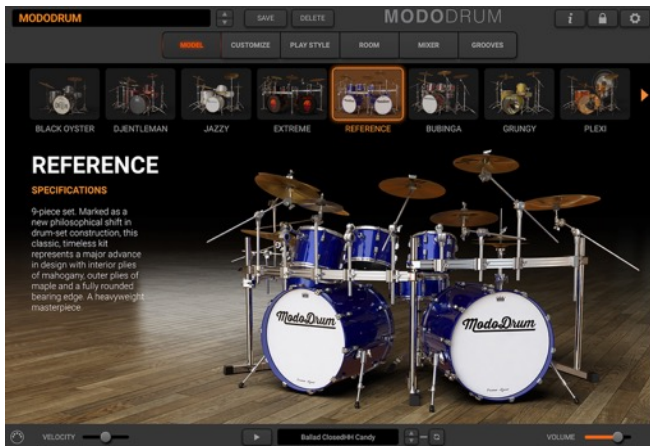 MODODRUM
SAVE
DELETE
MODODRUM
i
MODEL
CUSTOMIZE
PLAY STYLE
ROOM
MIXER
GROOVES
BLACK OYSTER
DJENTLEMAN
JAZZY
EXTREME
REFERENCE
BUBINGA
GRUNGY
PLEXI
REFERENCE
SPECIFICATIONS
9-piece set. Marked as a
new philosophical shift in
drum-set construction, this
classic, timeless kit
represents a major advance
in design with interior plies
of mahogany, outer plies of
maple and a fully rounded
bearing edge. A heavyweight
masterpiece.
ModoDrum
ModoDrum
VELOCITY
Ballad ClosedHH Candy
VOLUME